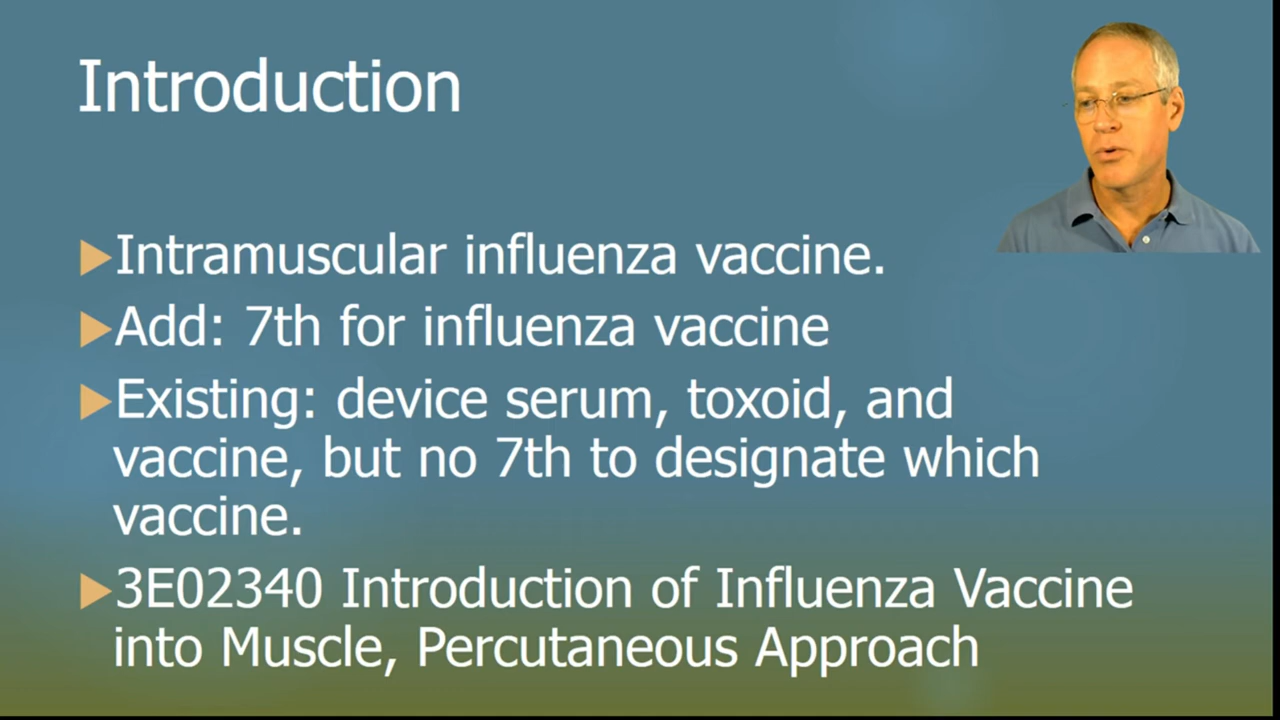 Introduction
Intramuscular influenza vaccine.
Add: 7th for influenza vaccine
Existing: device serum, toxoid, and
vaccine, but no 7th to designate which
vaccine.
3E02340 Introduction of Influenza Vaccine
into Muscle, Percutaneous Approach